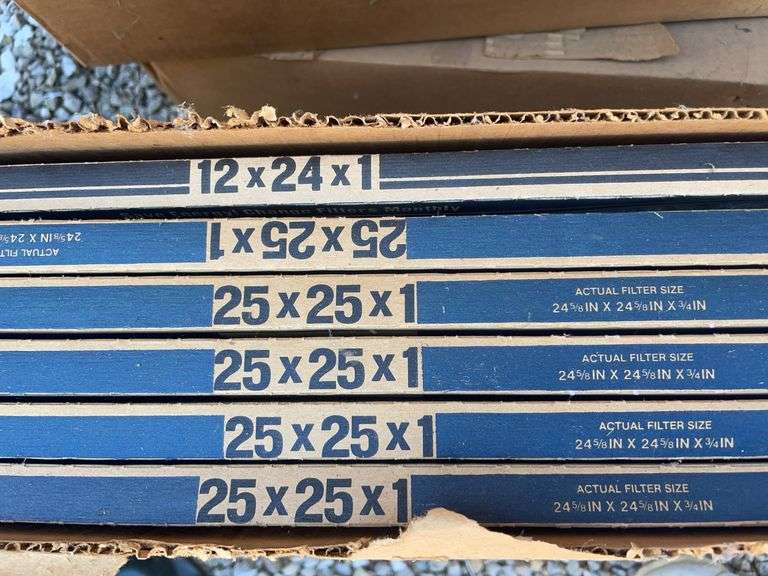 12 x 24 x 1
Monthly
25 x 25 x 1
ACTUAL FILT
24 5/8 IN X 24 5/8
25 x 25 x 1
ACTUAL FILTER SIZE
24 5/8 IN X 24 5/8 IN X 3/4 IN
25 x 25 x 1
ACTUAL FILTER SIZE
24 5/8 IN X 24 5/8 IN X 3/4 IN
25 x 25 x 1
ACTUAL FILTER SIZE
24 5/8 IN X 24 5/8 IN X 3/4 IN
25 x 25 x 1
ACTUAL FILTER SIZE
24 5/8 IN X 24 5/8 IN X 3/4 IN